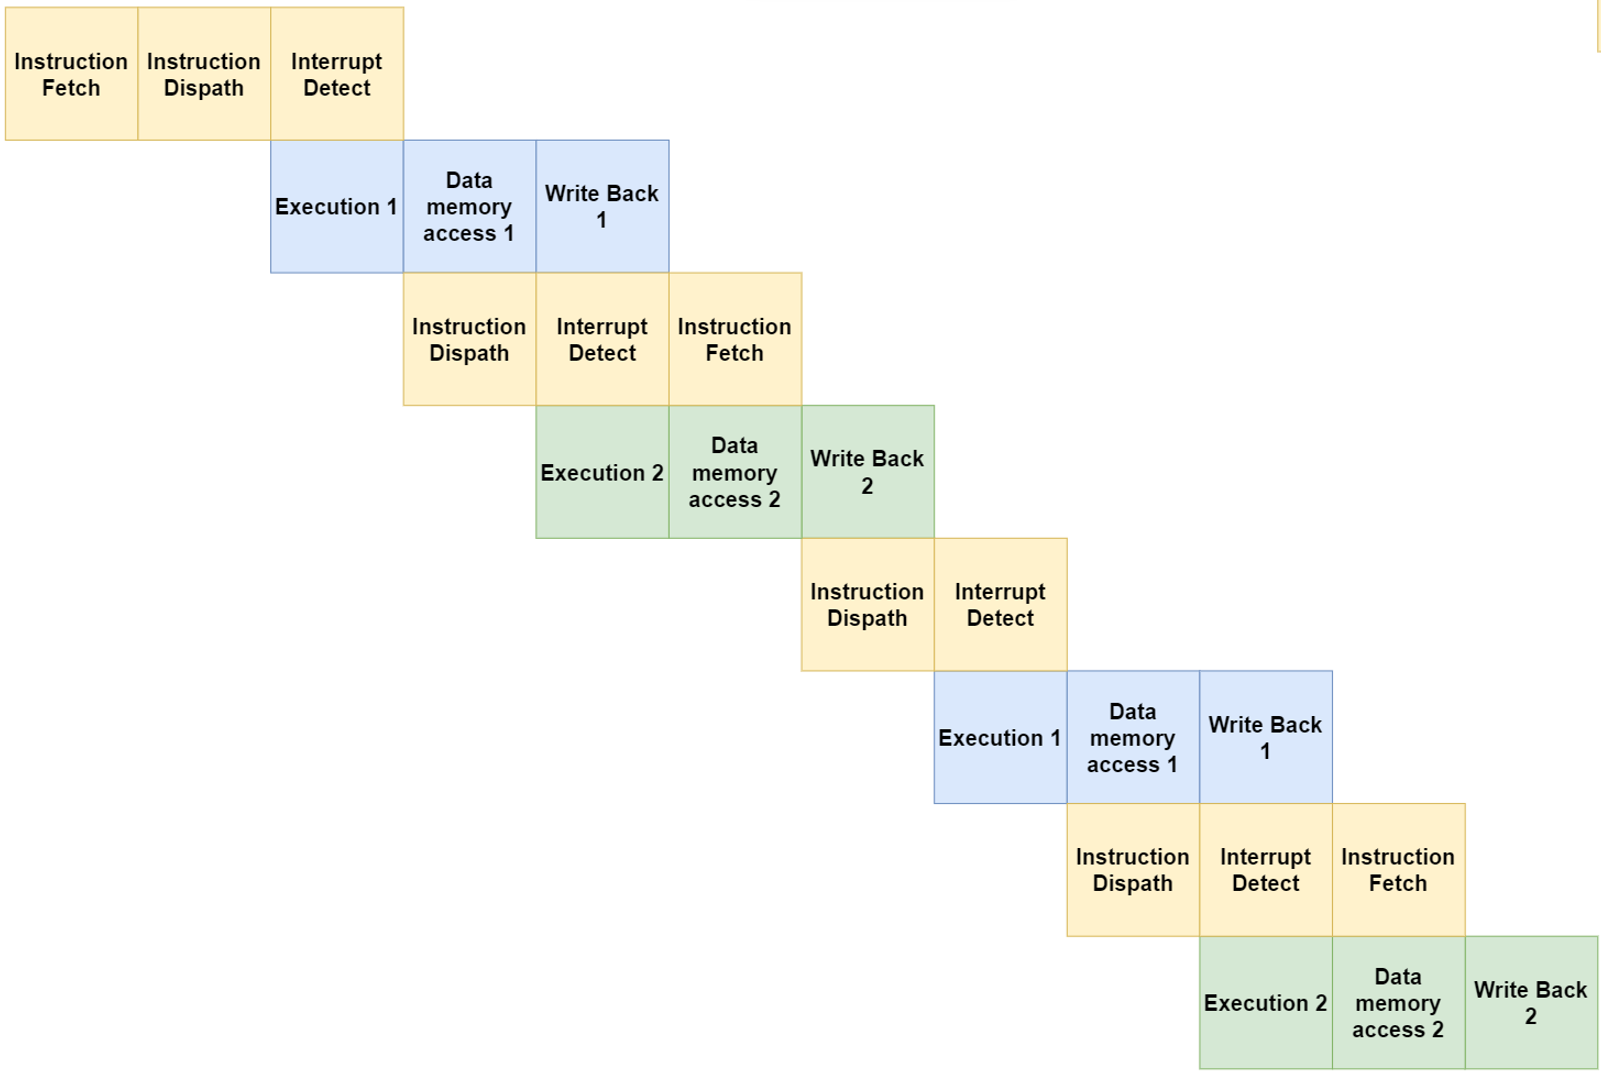 Instruction
Fetch
Instruction
Dispath
Interrupt
Detect
Execution 1
Data
memory
access 1
Write Back
1
Instruction
Dispath
Interrupt
Detect
Instruction
Fetch
Execution 2
Data
memory
access 2
Write Back
2
Instruction
Dispath
Interrupt
Detect
Execution 1
Data
memory
access 1
Write Back
1
Instruction
Dispath
Interrupt
Detect
Instruction
Fetch
Execution 2
Data
memory
access 2
Write Back
2